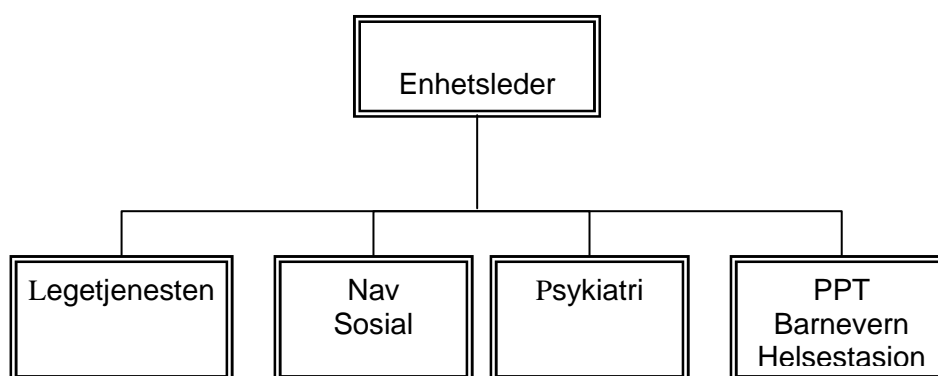 Enhetsleder
Legetjenesten
Nav
Sosial
Psykiatri
PPT
Barnevern
Helsestasjon